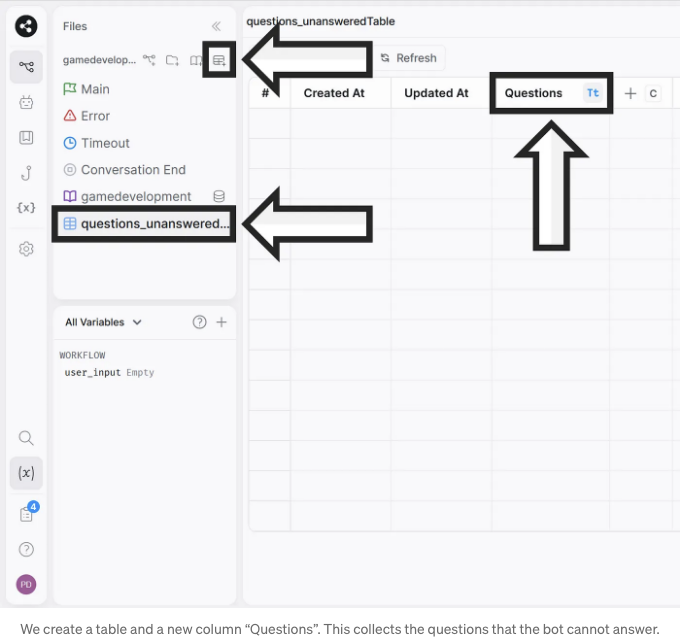 Files
questions_unansweredTable
gamedevelop...
Refresh
# Created At Updated At Questions Tt + C
Main
Error
Timeout
Conversation End
gamedevelopment
questions_unanswered...
{x}
All Variables
WORKFLOW
user_input Empty
(x)
4
?
PD
We create a table and a new column “Questions”. This collects the questions that the bot cannot answer.